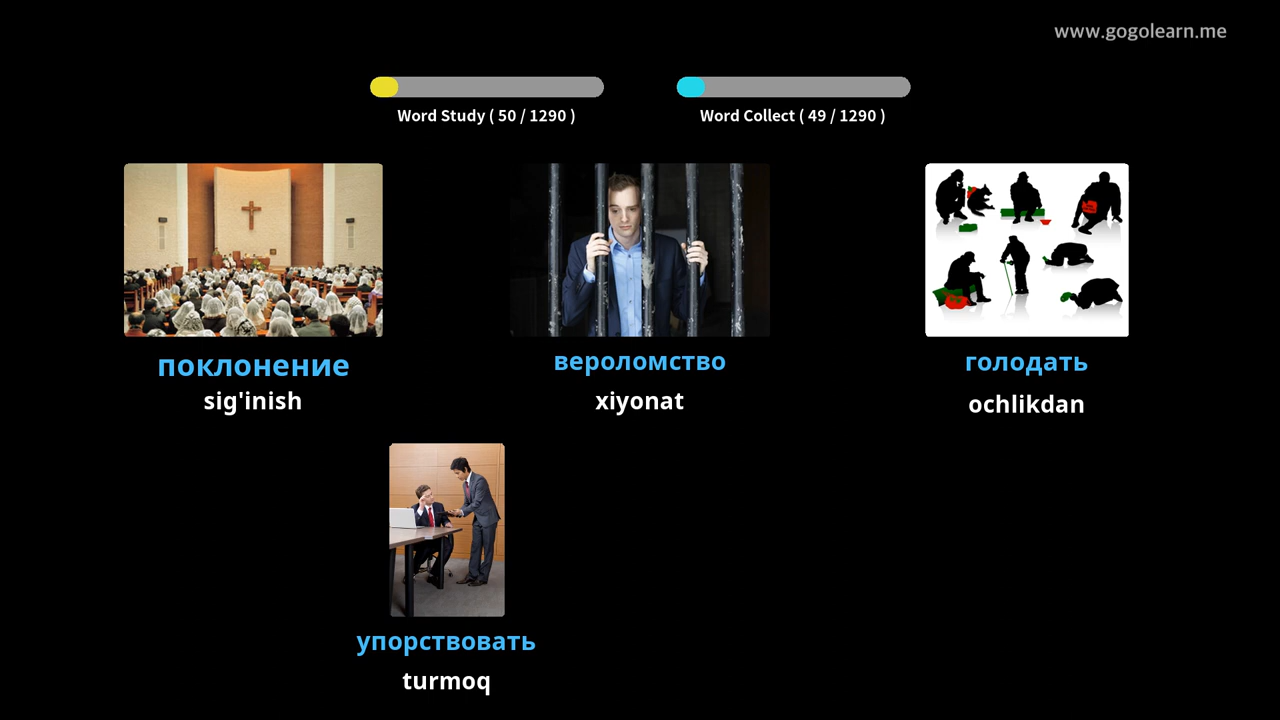 www.gogolearn.me
Word Study ( 50 / 1290 )
Word Collect ( 49 / 1290 )
поклонение
sig'inish
вероломство
xiyonat
голодать
ochlikdan
упорствовать
turmoq